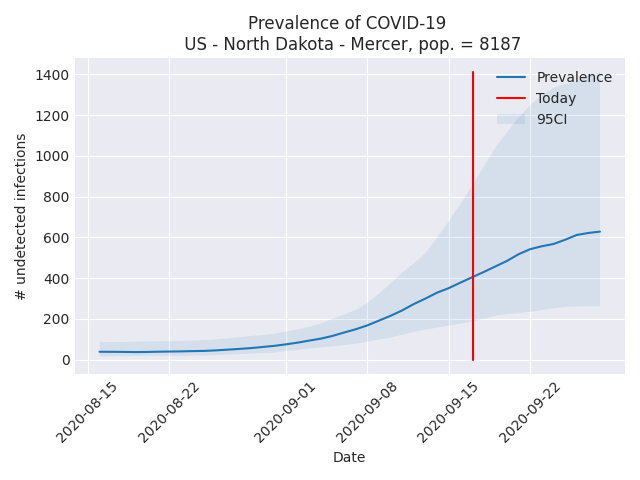 Prevalence of COVID-19
US - North Dakota - Mercer, pop. = 8187
1400
1200
1000
800
600
400
200
0
# undetected infections
Prevalence
Today
95CI
2020-08-15
2020-08-22
2020-09-01
2020-09-08
2020-09-15
2020-09-22
Date